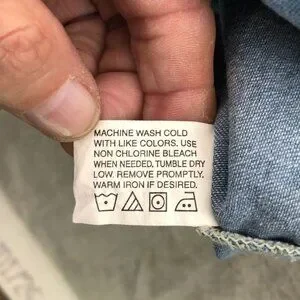 MACHINE WASH COLD
WITH LIKE COLORS. USE
NON CHLORINE BLEACH
WHEN NEEDED. TUMBLE DRY
LOW. REMOVE PROMPTLY.
WARM IRON IF DESIRED.